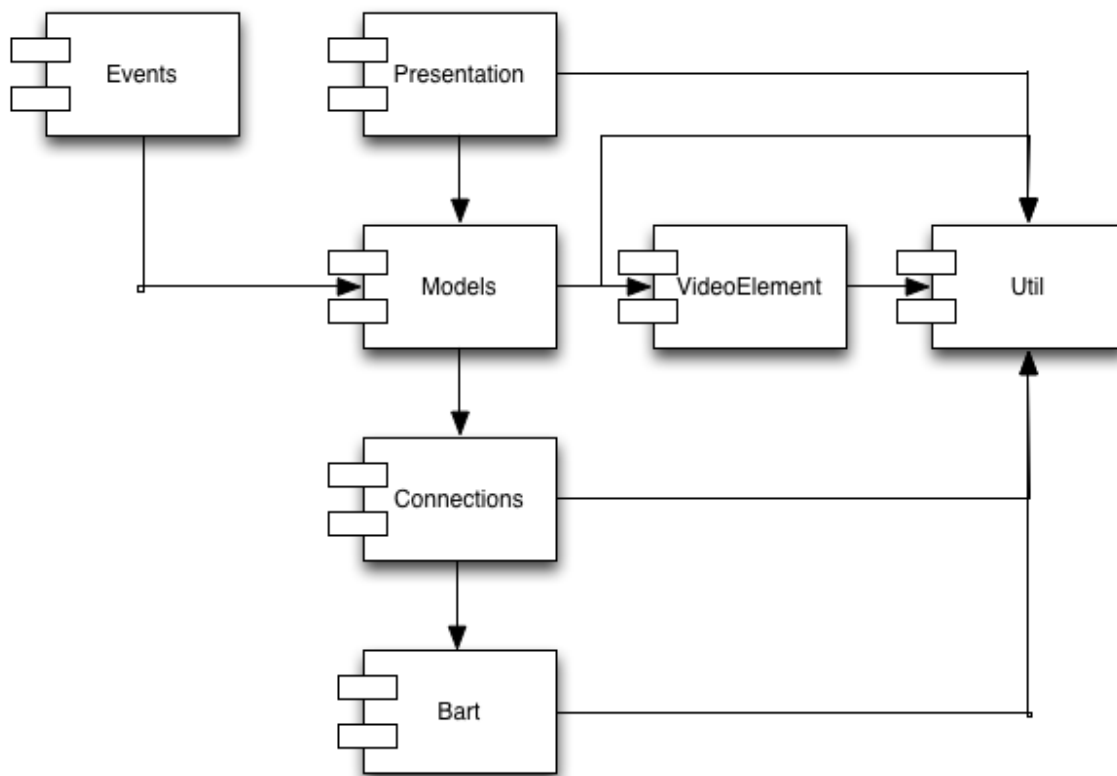 Events
Presentation
Models
VideoElement
Util
Connections
Bart